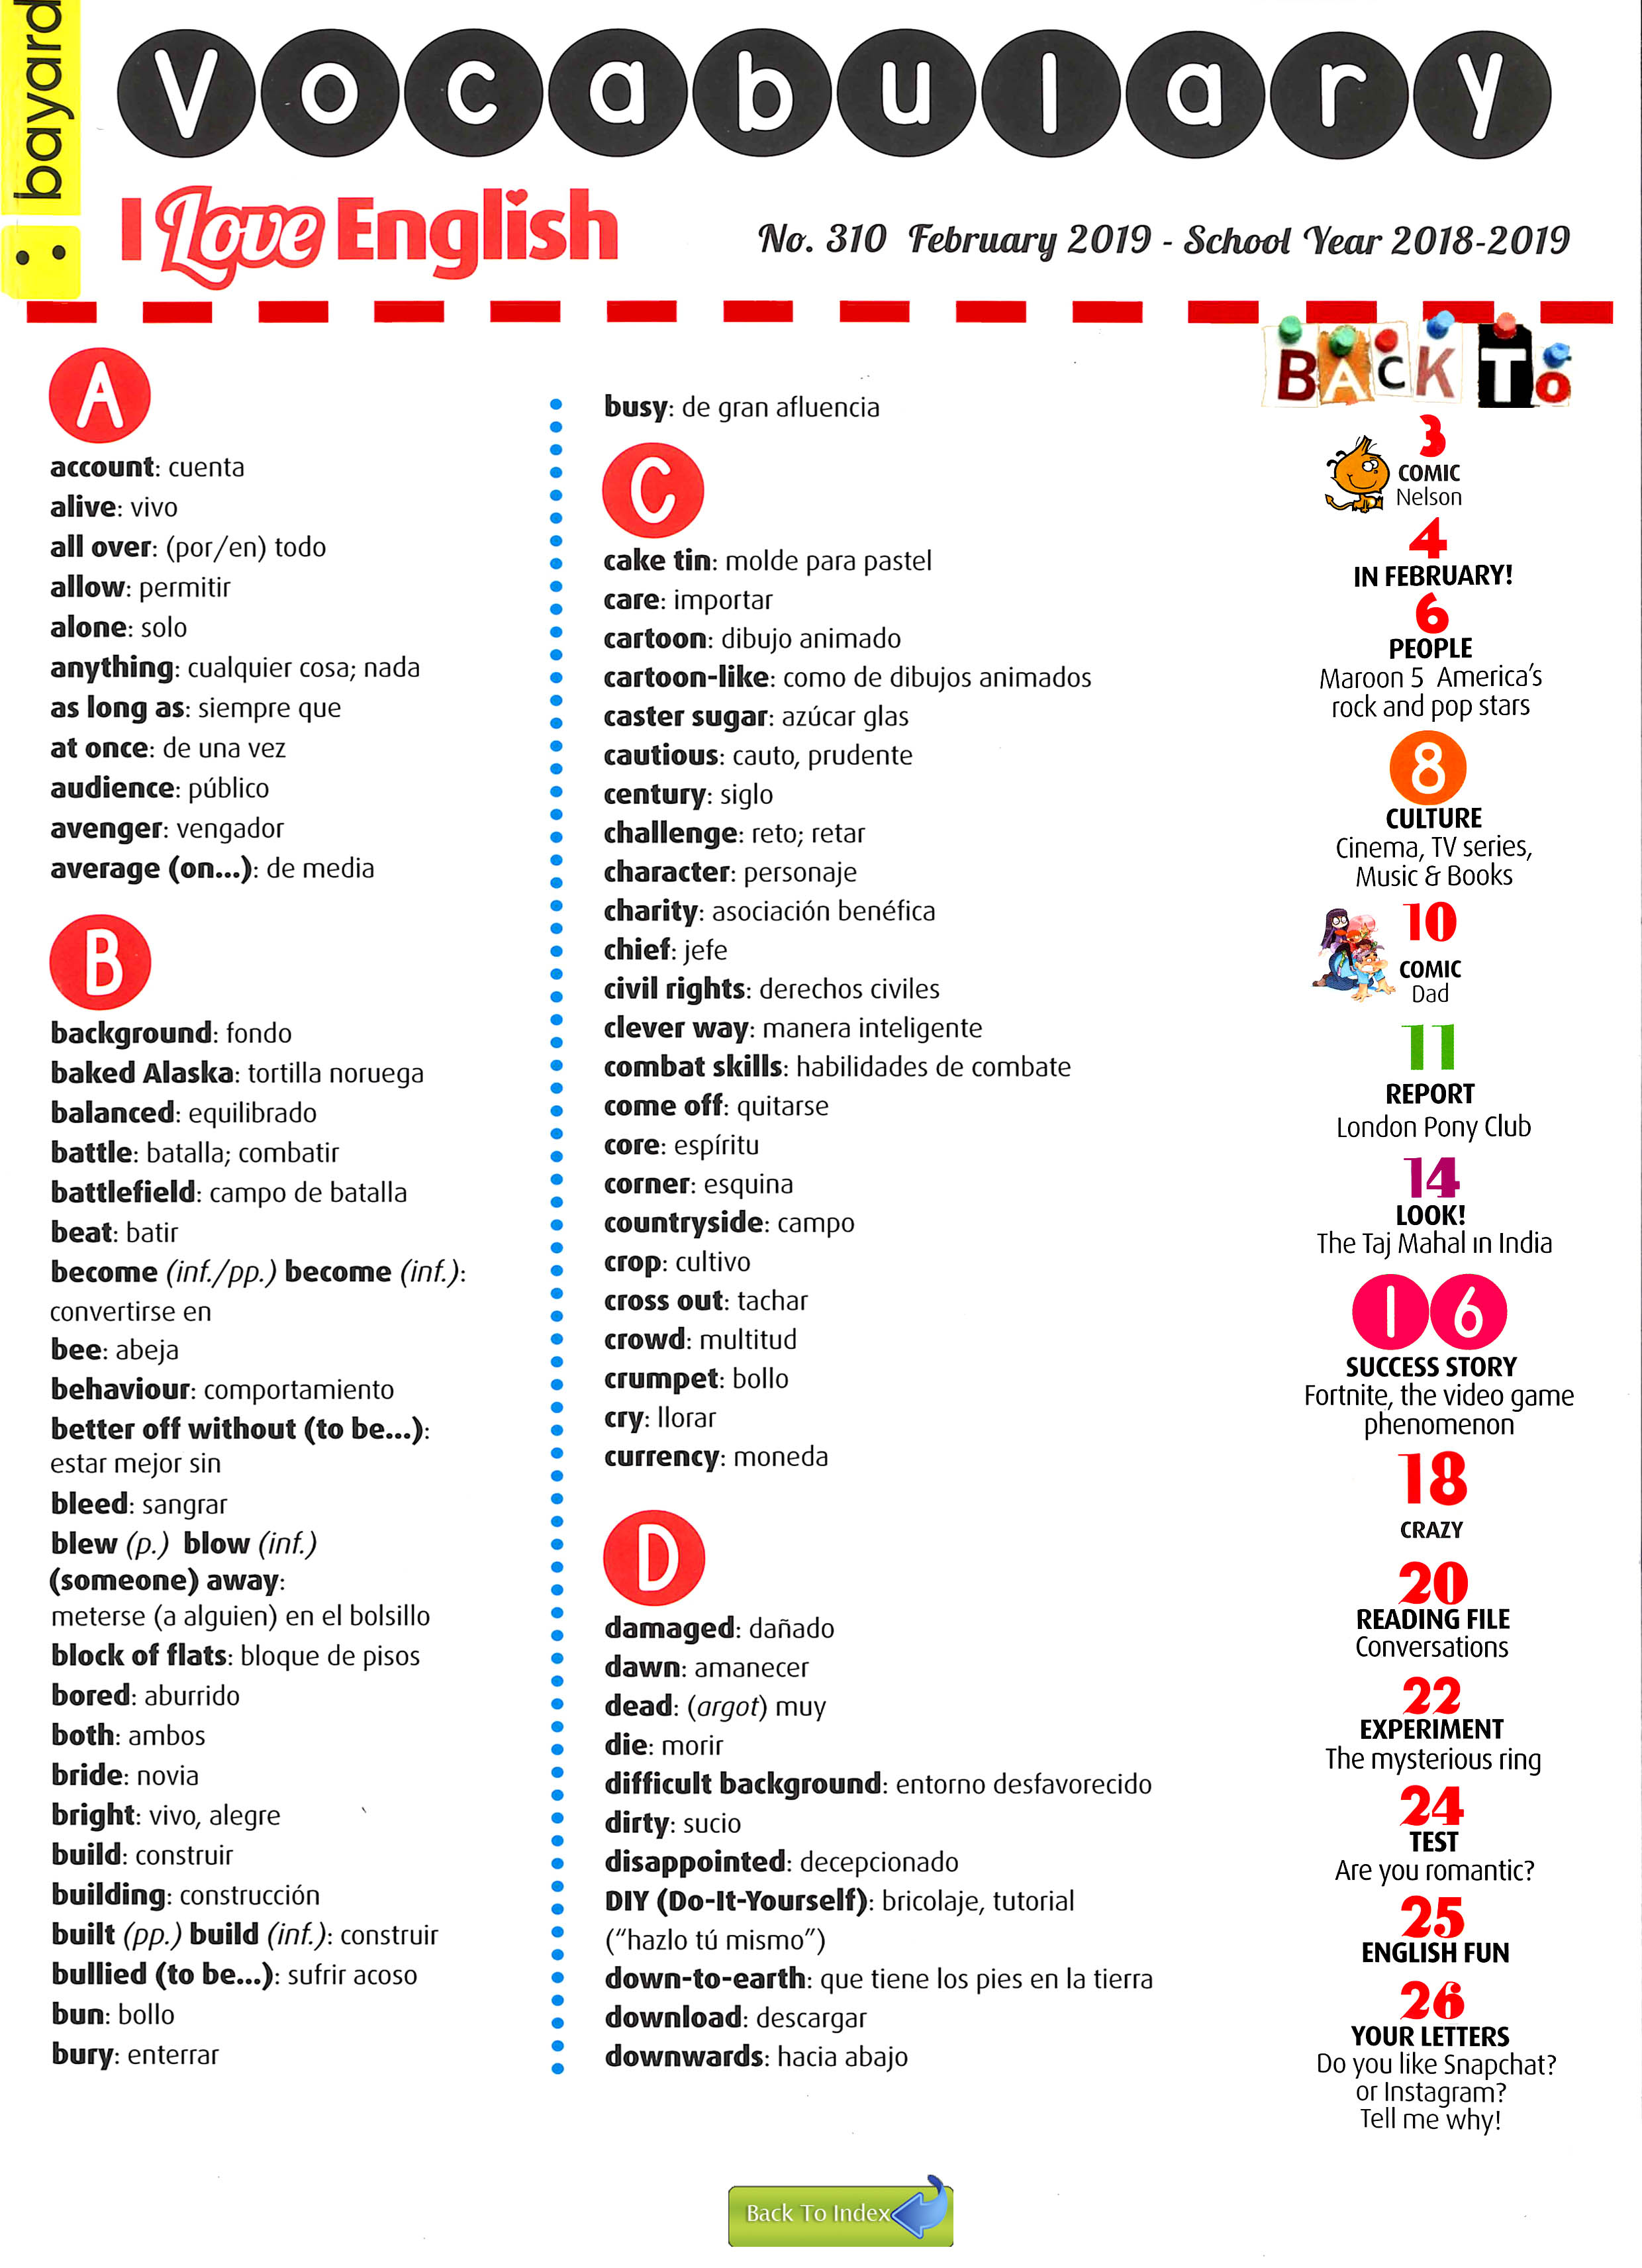 bayard
Vocabulary
I Love English
No. 310 February 2019 - School Year 2018-2019
A
account: cuenta
alive: vivo
all over: (por/en) todo
allow: permitir
alone: solo
anything: cualquier cosa; nada
as long as: siempre que
at once: de una vez
audience: público
avenger: vengador
average (on...): de media
B
background: fondo
baked Alaska: tortilla noruega
balanced: equilibrado
battle: batalla; combatir
battlefield: campo de batalla
beat: batir
become (inf./pp.) become (inf.):
convertirse en
bee: abeja
behaviour: comportamiento
better off without (to be...):
estar mejor sin
bleed: sangrar
blew (p.) blow (inf.)
(someone) away:
meterse (a alguien) en el bolsillo
block of flats: bloque de pisos
bored: aburrido
both: ambos
bride: novia
bright: vivo, alegre
build: construir
building: construcción
built (pp.) build (inf.): construir
bullied (to be...): sufrir acoso
bun: bollo
bury: enterrar
busy: de gran afluencia
C
cake tin: molde para pastel
care: importar
cartoon: dibujo animado
cartoon-like: como de dibujos animados
caster sugar: azúcar glas
cautious: cauto, prudente
century: siglo
challenge: reto; retar
character: personaje
charity: asociación benéfica
chief: jefe
civil rights: derechos civiles
clever way: manera inteligente
combat skills: habilidades de combate
come off: quitarse
core: espíritu
corner: esquina
countryside: campo
crop: cultivo
cross out: tachar
crowd: multitud
crumpet: bollo
cry: llorar
currency: moneda
D
damaged: dañado
dawn: amanecer
dead: (argot) muy
die: morir
difficult background: entorno desfavorecido
dirty: sucio
disappointed: decepcionado
DIY (Do-It-Yourself): bricolaje, tutorial
("hazlo tú mismo")
down-to-earth: que tiene los pies en la tierra
download: descargar
downwards: hacia abajo
BACK To
3
COMIC
Nelson
4
IN FEBRUARY!
6
PEOPLE
Maroon 5 America's
rock and pop stars
8
CULTURE
Cinema, TV series,
Music & Books
10
COMIC
Dad
11
REPORT
London Pony Club
14
LOOK!
The Taj Mahal in India
16
SUCCESS STORY
Fortnite, the video game
phenomenon
18
CRAZY
20
READING FILE
Conversations
22
EXPERIMENT
The mysterious ring
24
TEST
Are you romantic?
25
ENGLISH FUN
26
YOUR LETTERS
Do you like Snapchat?
or Instagram?
Tell me why!
Back To Index